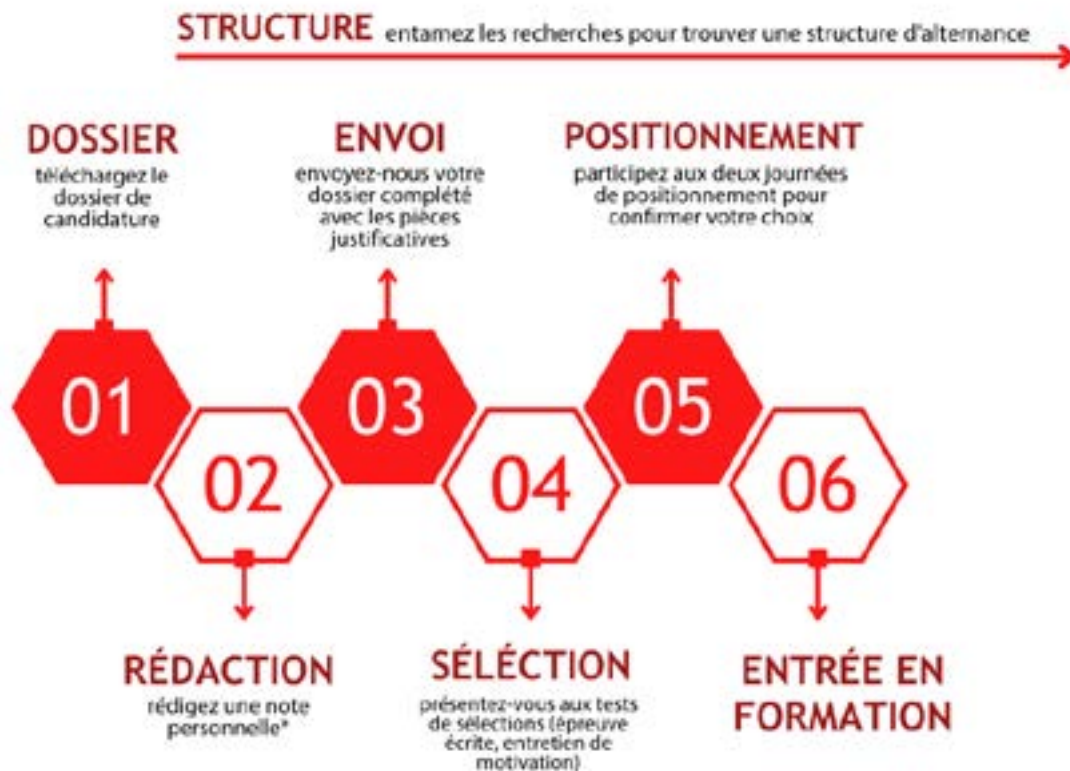 STRUCTURE entamez les recherches pour trouver une structure d'alternance
DOSSIER
téléchargez le
dossier de
candidature
ENVOI
envoyez-nous votre
dossier complété
avec les pièces
justificatives
POSITIONNEMENT
participez aux deux journées
de positionnement pour
confirmer votre choix
01
02
03
04
05
06
RÉDACTION
rédigez une note
personnelle*
SÉLÉCTION
présentez-vous aux tests
de sélections (épreuve
écrite, entretien de
motivation)
ENTRÉE EN
FORMATION